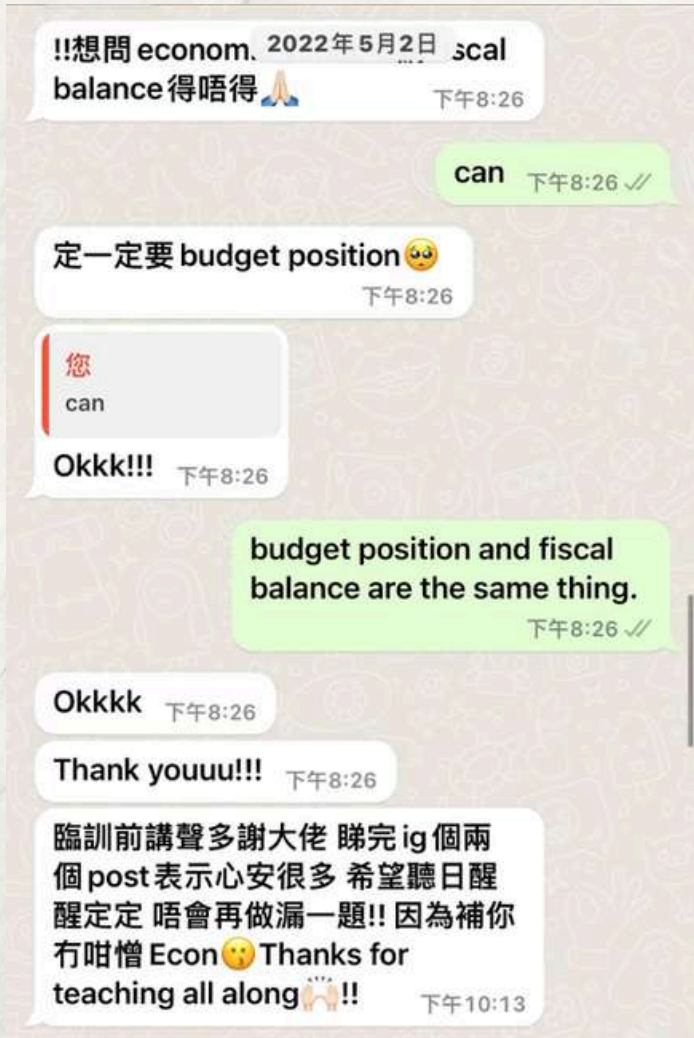 2022年5月2日
!!想問 econom scal
balance得唔得🙏🏻
下午8:26
can 下午8:26
定一定要 budget position🥺
下午8:26
您
can
Okkk!!! 下午8:26
budget position and fiscal
balance are the same thing.
下午8:26
Okkkk 下午8:26
Thank youuu!!! 下午8:26
臨訓前講聲多謝大佬 睇完ig個兩
個post表示心安很多 希望聽日醒
醒定定 唔會再做漏一題!! 因為補你
冇咁憎 Econ😗Thanks for
teaching all along🙌🏻!! 下午10:13